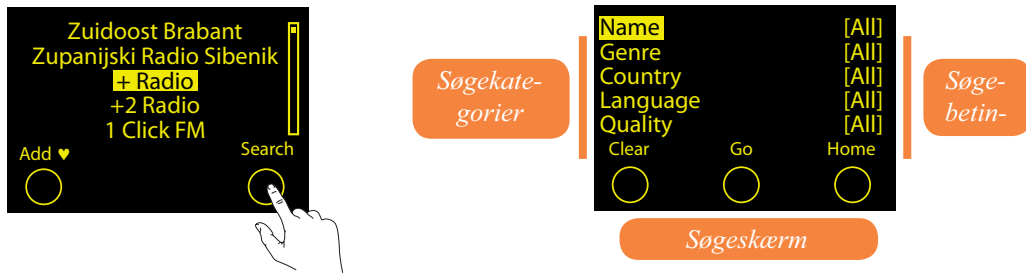 Zuidoost Brabant
Zupanijski Radio Sibenik
+ Radio
+2 Radio
1 Click FM
Add ♥
Search
Søgekate-
gorier
Name [All]
Genre [All]
Country [All]
Language [All]
Quality [All]
Clear Go Home
Søge-
betin-
Søgeskærm